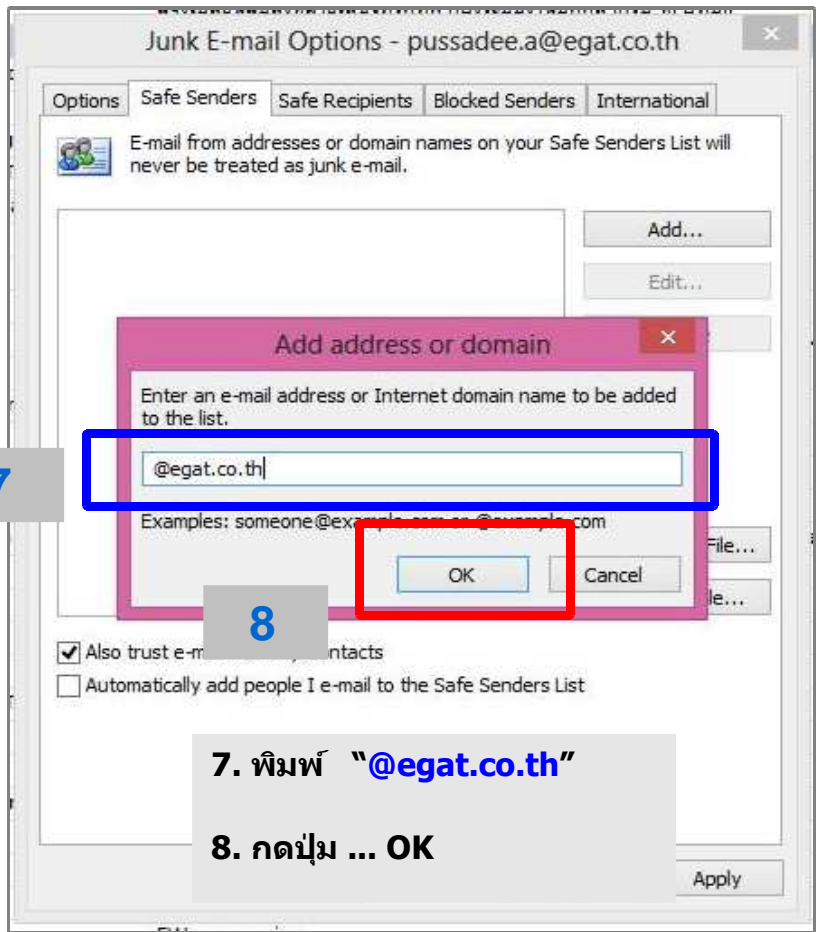 Junk E-mail Options - pussadee.a@egat.co.th
Options Safe Senders Safe Recipients Blocked Senders International
E-mail from addresses or domain names on your Safe Senders List will
never be treated as junk e-mail.
Add...
Edit...
Add address or domain
Enter an e-mail address or Internet domain name to be added
to the list.
7
@egat.co.th
Examples: someone@example.com or @example.com
File...
OK Cancel
le...
8
Also trust e-m ntacts
Automatically add people I e-mail to the Safe Senders List
7. พิมพ์ “@egat.co.th”
8. กดปุ่ม ... OK
Apply